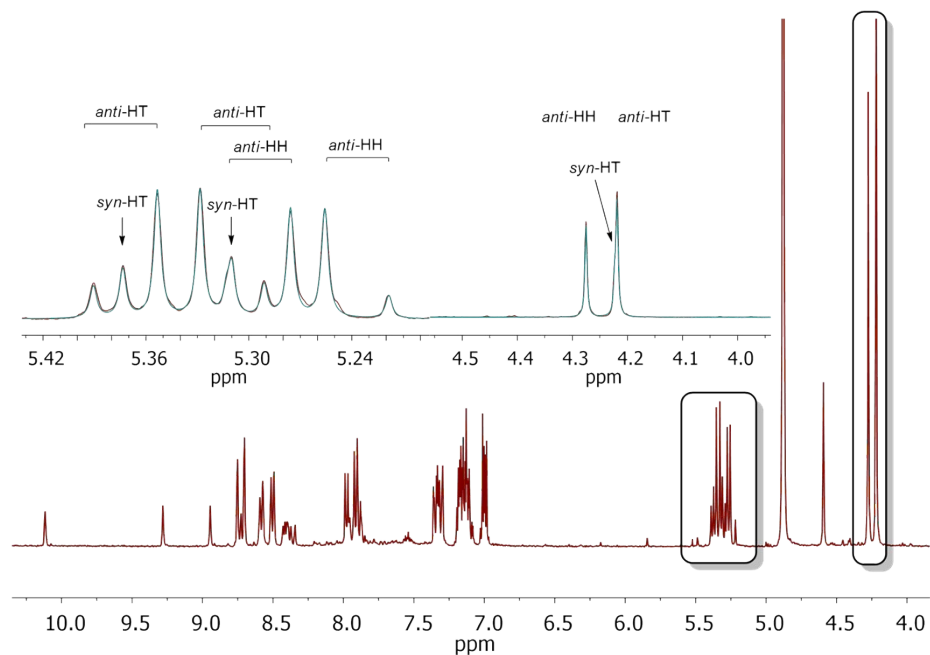 anti-HT anti-HT anti-HH anti-HT
anti-HH anti-HH
syn-HT
syn-HT syn-HT
5.42 5.36 5.30 5.24 4.5 4.4 4.3 4.2 4.1 4.0
ppm ppm
10.0 9.5 9.0 8.5 8.0 7.5 7.0 6.5 6.0 5.5 5.0 4.5 4.0
ppm